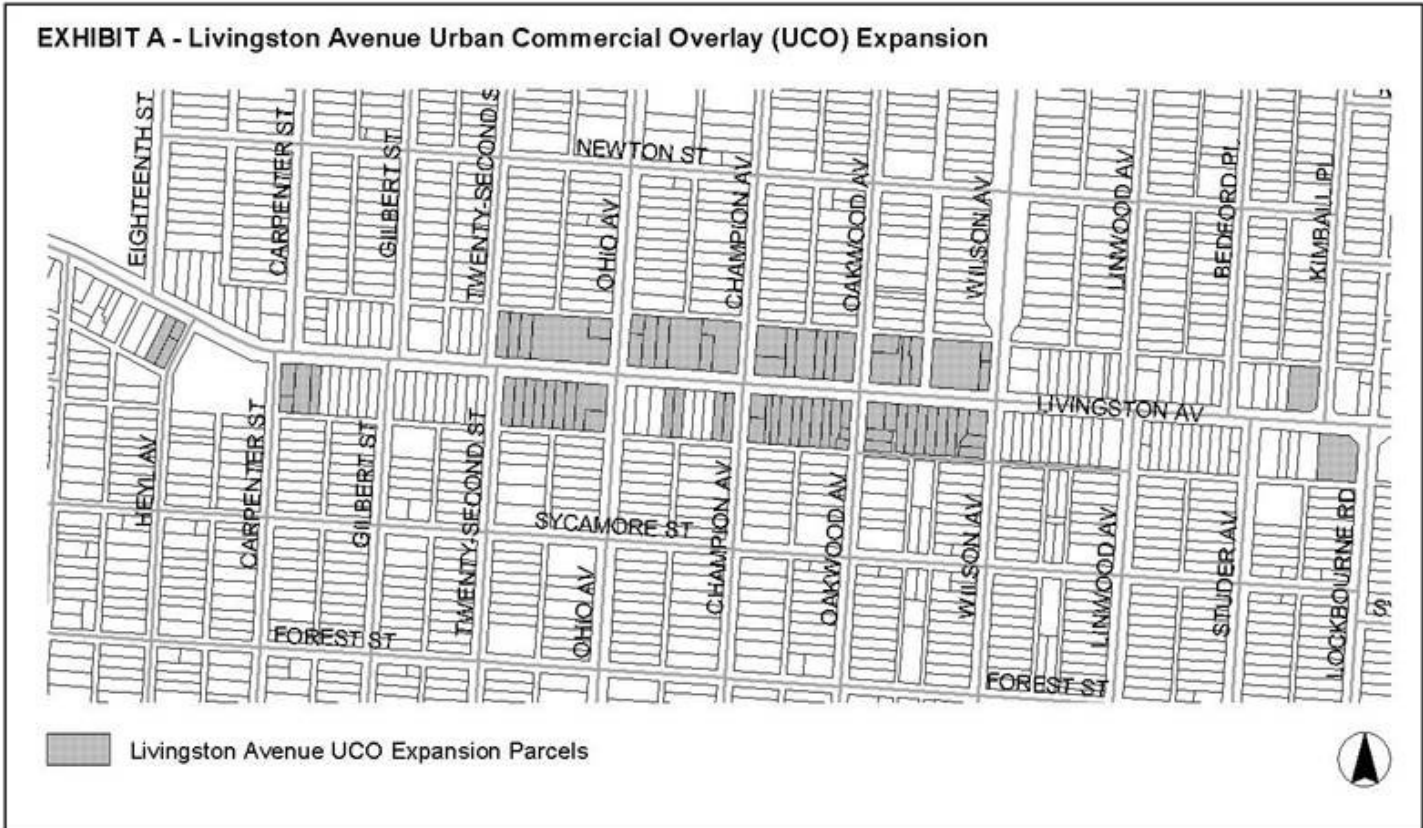 EXHIBIT A - Livingston Avenue Urban Commercial Overlay (UCO) Expansion
EIGHTEENTH ST
CARPENTER ST
GILBERT ST
TWENTY-SECOND S
NEWTON ST
OHIO AV
CHAMPION AV
OAKWOOD AV
WILSON AV
LINWOOD AV
BEDFORD PL
KIMBALL PL
LIVINGSTON AV
HEYL AV
CARPENTER ST
GILBERT ST
TWENTY-SECOND ST
SYCAMORE ST
OHIO AV
CHAMPION AV
OAKWOOD AV
WILSON AV
LINWOOD AV
STUDER AV
LOCKBOURNE RD
S
FOREST ST
FOREST ST
Livingston Avenue UCO Expansion Parcels